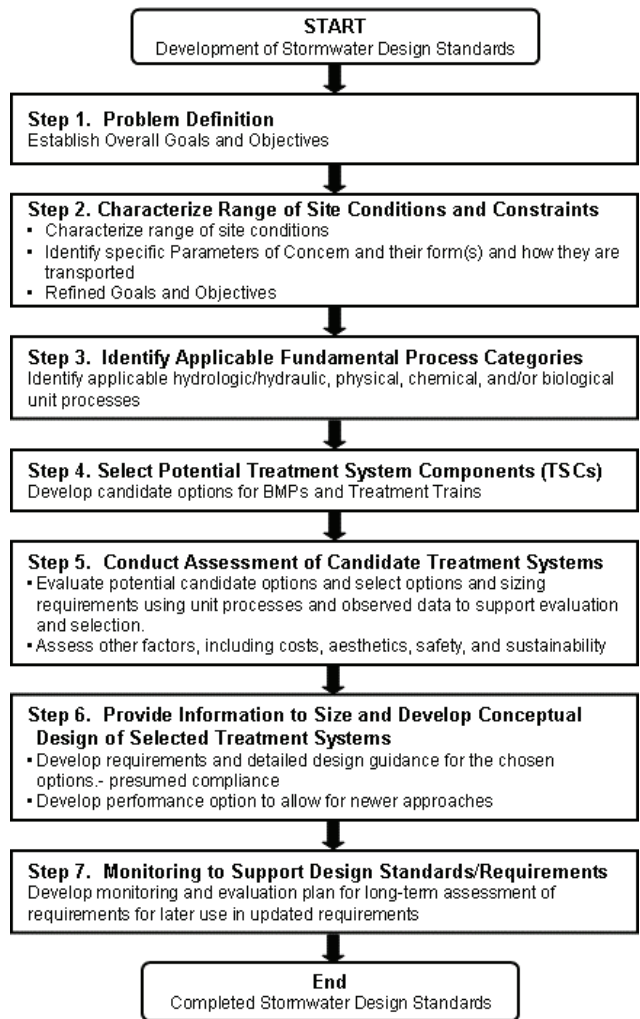 START
Development of Stormwater Design Standards
Step 1.  Problem Definition
Establish Overall Goals and Objectives
Step 2. Characterize Range of Site Conditions and Constraints
▪ Characterize range of site conditions
▪ Identify specific Parameters of Concern and their form(s) and how they are
transported
▪ Refined Goals and Objectives
Step 3.  Identify Applicable Fundamental Process Categories
Identify applicable hydrologic/hydraulic, physical, chemical, and/or biological
unit processes
Step 4. Select Potential Treatment System Components (TSCs)
Develop candidate options for BMPs and Treatment Trains
Step 5.  Conduct Assessment of Candidate Treatment Systems
▪ Evaluate potential candidate options and select options and sizing
requirements using unit processes and observed data to support evaluation
and selection.
▪ Assess other factors, including costs, aesthetics, safety, and sustainability
Step 6.  Provide Information to Size and Develop Conceptual
Design of Selected Treatment Systems
▪ Develop requirements and detailed design guidance for the chosen
options.- presumed compliance
▪ Develop performance option to allow for newer approaches
Step 7.  Monitoring to Support Design Standards/Requirements
Develop monitoring and evaluation plan for long-term assessment of
requirements for later use in updated requirements
End
Completed Stormwater Design Standards